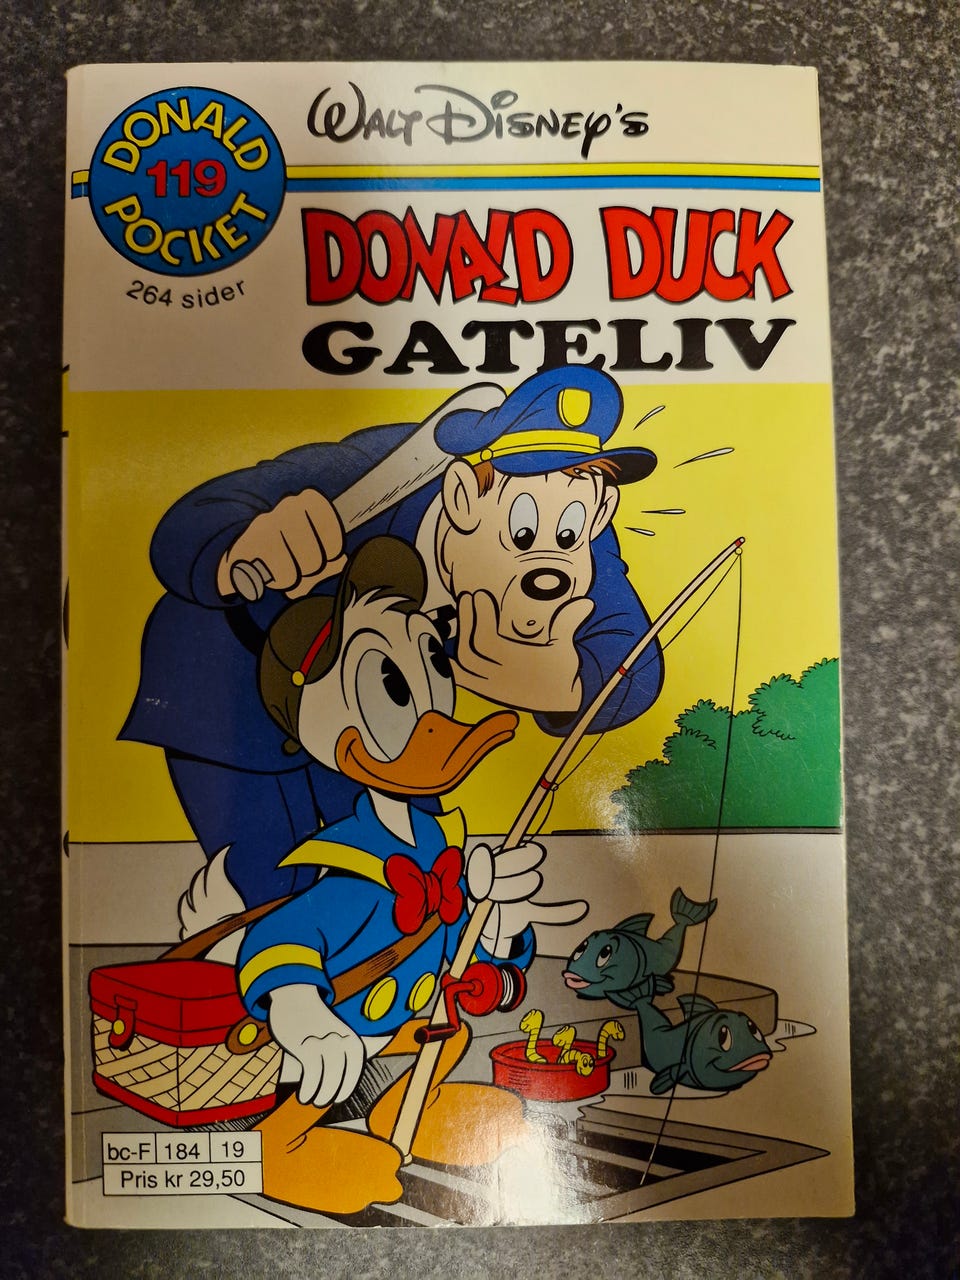 DONALD
119
POCKET
264 sider
WALT DISNEY'S
DONALD DUCK
GATELIV
bc-F 184 19
Pris kr 29,50